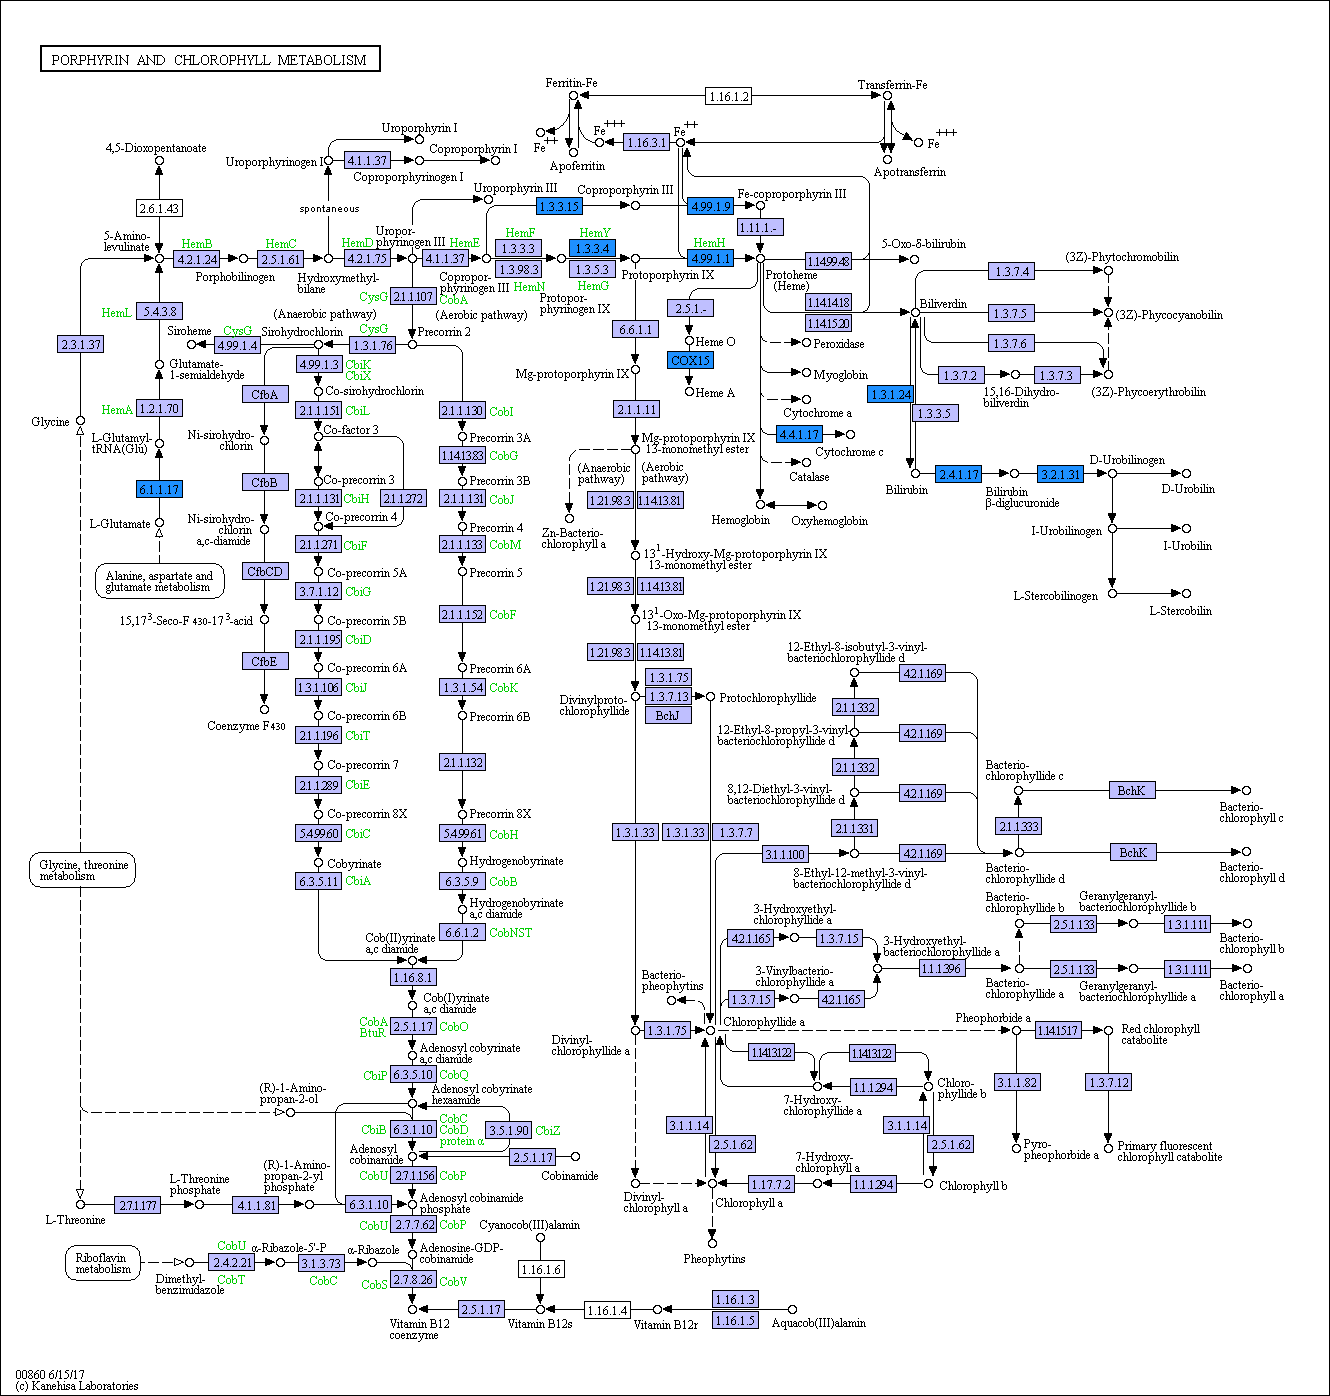 PORPHYRIN AND CHLOROPHYLL METABOLISM
Ferritin-Fe
1.16.1.2
Transferrin-Fe
Fe++
Fe+++
1.16.3.1
Fe++
Fe+++
Apoferritin
Apotransferrin
Uroporphyrin I
4,5-Dioxopentanoate
Uroporphyrinogen I
4.1.1.37
Coproporphyrin I
Coproporphyrinogen I
Uroporphyrin III
Coproporphyrin III
Fe-coproporphyrin III
2.6.1.43
spontaneous
1.3.3.15
4.99.1.9
1.11.1.-
5-Amino-
levulinate
HemB
HemC
HemD
Uropor-
phyrinogen III
HemE
HemF
HemY
HemH
4.2.1.24
2.5.1.61
4.2.1.75
4.1.1.37
1.3.3.3
1.3.98.3
1.3.3.4
1.3.5.3
4.99.1.1
1.14.99.48
5-Oxo-δ-bilirubin
Porphobilinogen
Hydroxymethyl-
bilane
Copropor-
phyrinogen III
HemN
HemG
Protopor-
phyrinogen IX
Protoporphyrin IX
Protoheme
(Heme)
(3Z)-Phytochromobilin
1.3.7.4
CysG
2.1.1.107
CobA
1.14.14.18
1.14.15.20
Biliverdin
1.3.7.5
(3Z)-Phycocyanobilin
HemL
5.4.3.8
(Anaerobic pathway)
(Aerobic pathway)
2.5.1.-
6.6.1.1
Heme O
Peroxidase
1.3.7.6
2.3.1.37
Siroheme
CysG
4.99.1.4
Sirohydrochlorin
CysG
1.3.1.76
Precorrin 2
COX15
Heme A
Myoglobin
1.3.7.2
15,16-Dihydro-
biliverdin
1.3.7.3
(3Z)-Phycoerythrobilin
Glutamate-
1-semialdehyde
4.99.1.3
CbiK
CbiX
Co-sirohydrochlorin
Mg-protoporphyrin IX
1.3.1.24
1.3.3.5
HemA
1.2.1.70
CfbA
2.1.1.151
CbiL
2.1.1.130
CobI
2.1.1.11
Cytochrome a
Glycine
L-Glutamyl-
tRNA(Glu)
Ni-sirohydro-
chlorin
Co-factor 3
Precorrin 3A
1.14.13.83
CobG
Mg-protoporphyrin IX
13-monomethyl ester
4.4.1.17
Cytochrome c
(Anaerobic
pathway)
(Aerobic
pathway)
Catalase
6.1.1.17
CfbB
Co-precorrin 3
2.1.1.131
CbiH
2.1.1.272
Precorrin 3B
2.1.1.131
CobJ
1.21.98.3
1.14.13.81
Hemoglobin
Oxyhemoglobin
Bilirubin
2.4.1.17
Bilirubin
β-diglucuronide
3.2.1.31
D-Urobilinogen
D-Urobilin
L-Glutamate
Ni-sirohydro-
chlorin
a,c-diamide
Co-precorrin 4
Precorrin 4
Zn-Bacterio-
chlorophyll a
I-Urobilinogen
I-Urobilin
2.1.1.271
CbiF
2.1.1.133
CobM
13¹-Hydroxy-Mg-protoporphyrin IX
13-monomethyl ester
Alanine, aspartate and
glutamate metabolism
CfbCD
Co-precorrin 5A
Precorrin 5
3.7.1.12
CbiG
1.21.98.3
1.14.13.81
L-Stercobilinogen
L-Stercobilin
15,17³-Seco-F 430-17³-acid
Co-precorrin 5B
2.1.1.152
CobF
13¹-Oxo-Mg-protoporphyrin IX
13-monomethyl ester
2.1.1.195
CbiD
1.21.98.3
1.14.13.81
12-Ethyl-8-isobutyl-3-vinyl-
bacteriochlorophyllide d
CfbE
Co-precorrin 6A
Precorrin 6A
4.2.1.169
1.3.1.106
CbiJ
1.3.1.54
CobK
1.3.1.75
1.3.7.13
BchJ
Divinylproto-
chlorophyllide
Protochlorophyllide
2.1.1.332
Coenzyme F430
Co-precorrin 6B
Precorrin 6B
12-Ethyl-8-propyl-3-vinyl-
bacteriochlorophyllide d
4.2.1.169
2.1.1.196
CbiT
2.1.1.132
2.1.1.332
Co-precorrin 7
2.1.1.289
CbiE
8,12-Diethyl-3-vinyl-
bacteriochlorophyllide d
4.2.1.169
Bacterio-
chlorophyllide c
BchK
Bacterio-
chlorophyll c
Co-precorrin 8X
Precorrin 8X
5.4.99.60
CbiC
5.4.99.61
CobH
1.3.1.33
1.3.1.33
1.3.7.7
2.1.1.331
2.1.1.333
Glycine, threonine
metabolism
Cobyrinate
Hydrogenobyrinate
3.1.1.100
4.2.1.169
BchK
8-Ethyl-12-methyl-3-vinyl-
bacteriochlorophyllide d
Bacterio-
chlorophyllide d
Bacterio-
chlorophyll d
6.3.5.11
CbiA
6.3.5.9
CobB
Hydrogenobyrinate
a,c diamide
3-Hydroxyethyl-
chlorophyllide a
Bacterio-
chlorophyllide b
Geranylgeranyl-
bacteriochlorophyllide b
6.6.1.2
CobNST
4.2.1.165
1.3.7.15
2.5.1.133
1.3.1.111
Bacterio-
chlorophyll b
Cob(II)yrinate
a,c diamide
3-Hydroxyethyl-
bacteriochlorophyllide a
1.16.8.1
Bacterio-
pheophytins
3-Vinylbacterio-
chlorophyllide a
1.1.1.396
2.5.1.133
1.3.1.111
Bacterio-
chlorophyllide a
Geranylgeranyl-
bacteriochlorophyllide a
Bacterio-
chlorophyll a
1.3.7.15
4.2.1.165
Cob(I)yrinate
a,c diamide
CobA
BtuR
2.5.1.17
CobO
1.3.1.75
Chlorophyllide a
Pheophorbide a
1.14.15.17
Red chlorophyll
catabolite
Divinyl-
chlorophyllide a
Adenosyl cobyrinate
a,c diamide
1.14.13.122
1.14.13.122
CbiP
6.3.5.10
CobQ
7-Hydroxy-
chlorophyllide a
1.1.1.294
Chloro-
phyllide b
3.1.1.82
1.3.7.12
(R)-1-Amino-
propan-2-ol
Adenosyl cobyrinate
hexaamide
CbiB
6.3.1.10
CobC
CobD
protein α
3.5.1.90
CbiZ
3.1.1.14
2.5.1.62
3.1.1.14
2.5.1.62
Pyro-
pheophorbide a
Primary fluorescent
chlorophyll catabolite
Adenosyl
cobinamide
2.5.1.17
Cobinamide
L-Threonine
phosphate
(R)-1-Amino-
propan-2-yl
phosphate
CobU
2.7.1.156
CobP
7-Hydroxy-
chlorophyll a
1.17.7.2
1.1.1.294
Chlorophyll b
L-Threonine
2.7.1.177
4.1.1.81
6.3.1.10
Adenosyl cobinamide
phosphate
Divinyl-
chlorophyll a
Chlorophyll a
CobU
2.7.7.62
CobP
Cyanocob(III)alamin
Riboflavin
metabolism
CobU
2.4.2.21
CobT
α-Ribazole-5'-P
3.1.3.73
CobC
α-Ribazole
Adenosine-GDP-
cobinamide
Pheophytins
Dimethyl-
benzimidazole
CobS
2.7.8.26
CobV
1.16.1.6
2.5.1.17
1.16.1.4
1.16.1.3
1.16.1.5
Vitamin B12
coenzyme
Vitamin B12s
Vitamin B12r
Aquacob(III)alamin
00860 6/15/17
(c) Kanehisa Laboratories